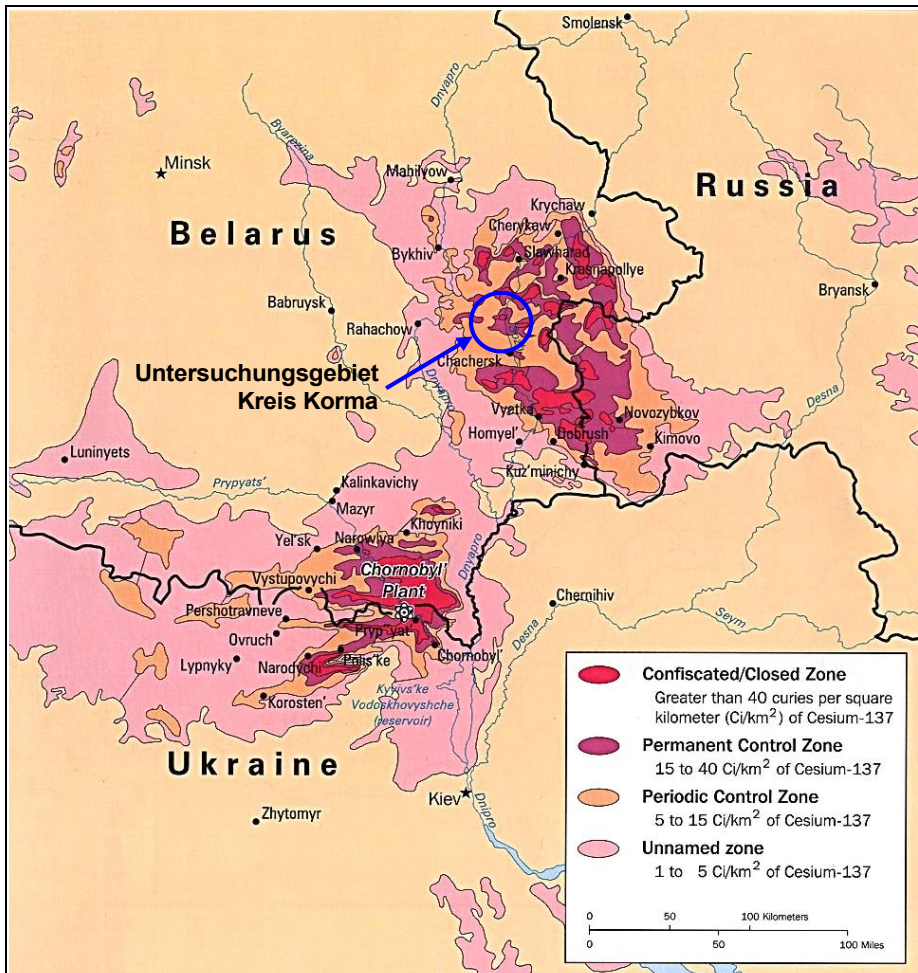 Smolensk
Dnyapro
Byarezina
Minsk
Mahilyow
Russia
Krychaw
Cherykaw
Belarus
Bykhiv
Slawharad
Krasnapollye
Bryansk
Babruysk
Rahachow
Chachersk
Untersuchungsgebiet
Kreis Korma
Dnyapro
Desna
Vyetka
Novozybkov
Homyel'
Dobrush
Kimovo
Luninyets
Kuz'minichy
Prypyats'
Kalinkavichy
Mazyr
Khoyniki
Yel'sk
Narowlya
Dnyapro
Chornobyl'
Plant
Vystupovychi
Chernihiv
Desna
Seym
Pershotravneve
Pryp"yat'
Ovruch
Chornobyl'
Lypnyky
Narodychi
Polis'ke
Korosten'
Kyyivs'ke
Vodoskhovyshche
(reservoir)
Ukraine
Kiev
Dnipro
Zhytomyr
Confiscated/Closed Zone
Greater than 40 curies per square
kilometer (Ci/km²) of Cesium-137
Permanent Control Zone
15 to 40 Ci/km² of Cesium-137
Periodic Control Zone
5 to 15 Ci/km² of Cesium-137
Unnamed zone
1 to 5 Ci/km² of Cesium-137
0 50 100 Kilometers
0 50 100 Miles